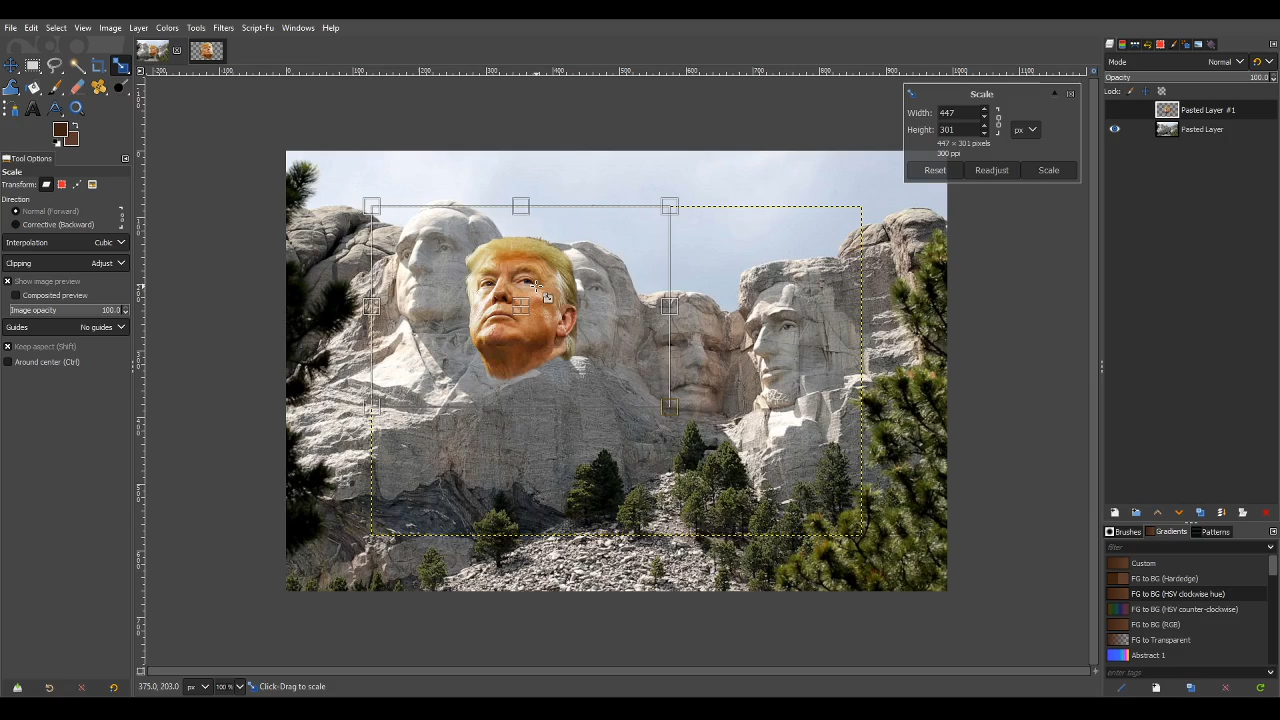 File Edit Select View Image Layer Colors Tools Filters Script-Fu Windows Help
Tool Options
Scale
Transform:
Direction
Normal (Forward)
Corrective (Backward)
Interpolation Cubic
Clipping Adjust
Show image preview
Composited preview
Image opacity 100.0
Guides No guides
Keep aspect (Shift)
Around center (Ctrl)
Scale
Width: 447
Height: 301 px
447 × 301 pixels
300 ppi
Reset Readjust Scale
Mode Normal
Opacity 100.0
Lock:
Pasted Layer #1
Pasted Layer
Brushes Gradients Patterns
filter
Custom
FG to BG (Hardedge)
FG to BG (HSV clockwise hue)
FG to BG (HSV counter-clockwise)
FG to BG (RGB)
FG to Transparent
Abstract 1
enter tags
375.0, 203.0 px 100 % Click-Drag to scale